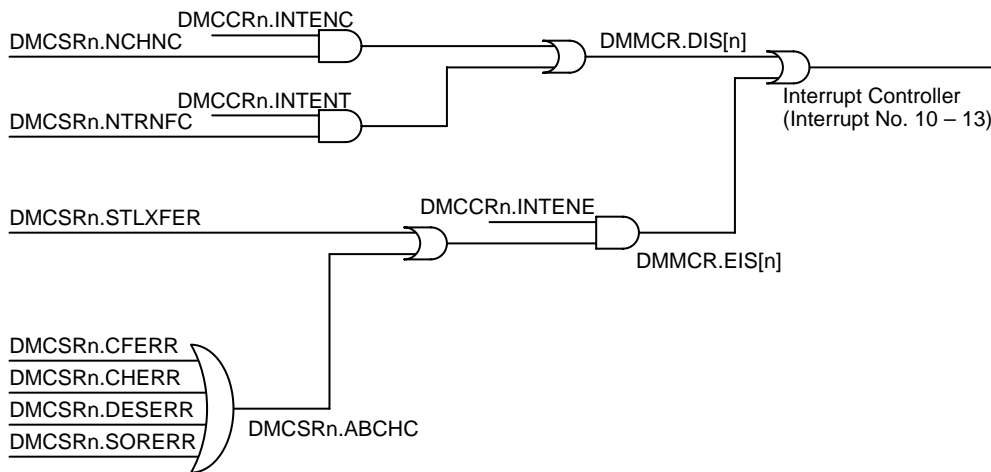 DMCCRn.INTENC
DMCSRn.NCHNC
DMMCR.DIS[n]
DMCCRn.INTENT
DMCSRn.NTRNFC
Interrupt Controller
(Interrupt No. 10 – 13)
DMCCRn.INTENE
DMCSRn.STLXFER
DMMCR.EIS[n]
DMCSRn.CFERR
DMCSRn.CHERR
DMCSRn.DESERR
DMCSRn.ABCHC
DMCSRn.SORERR